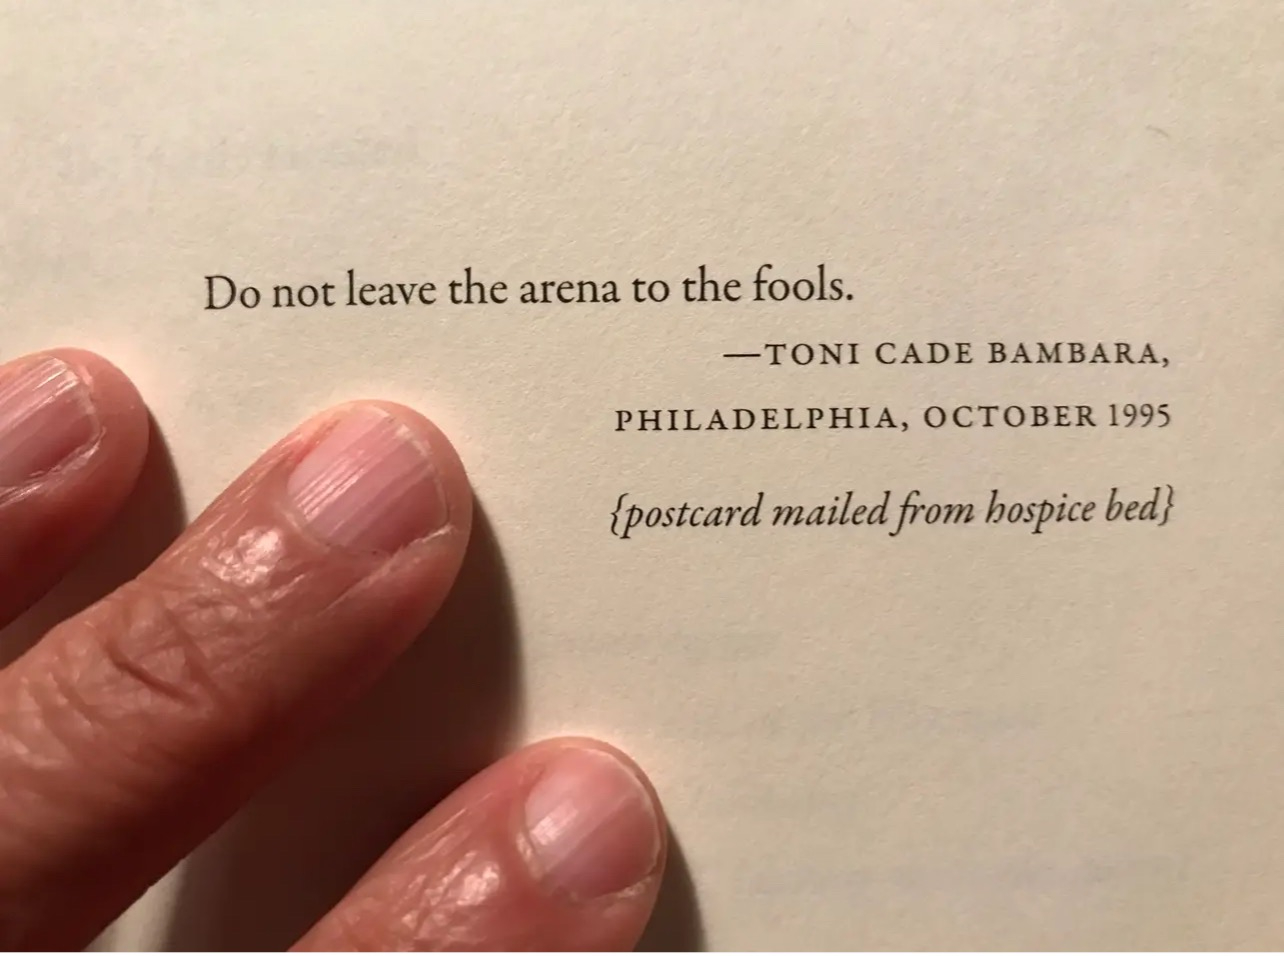 Do not leave the arena to the fools.
—TONI CADE BAMBARA,
PHILADELPHIA, OCTOBER 1995
{postcard mailed from hospice bed}